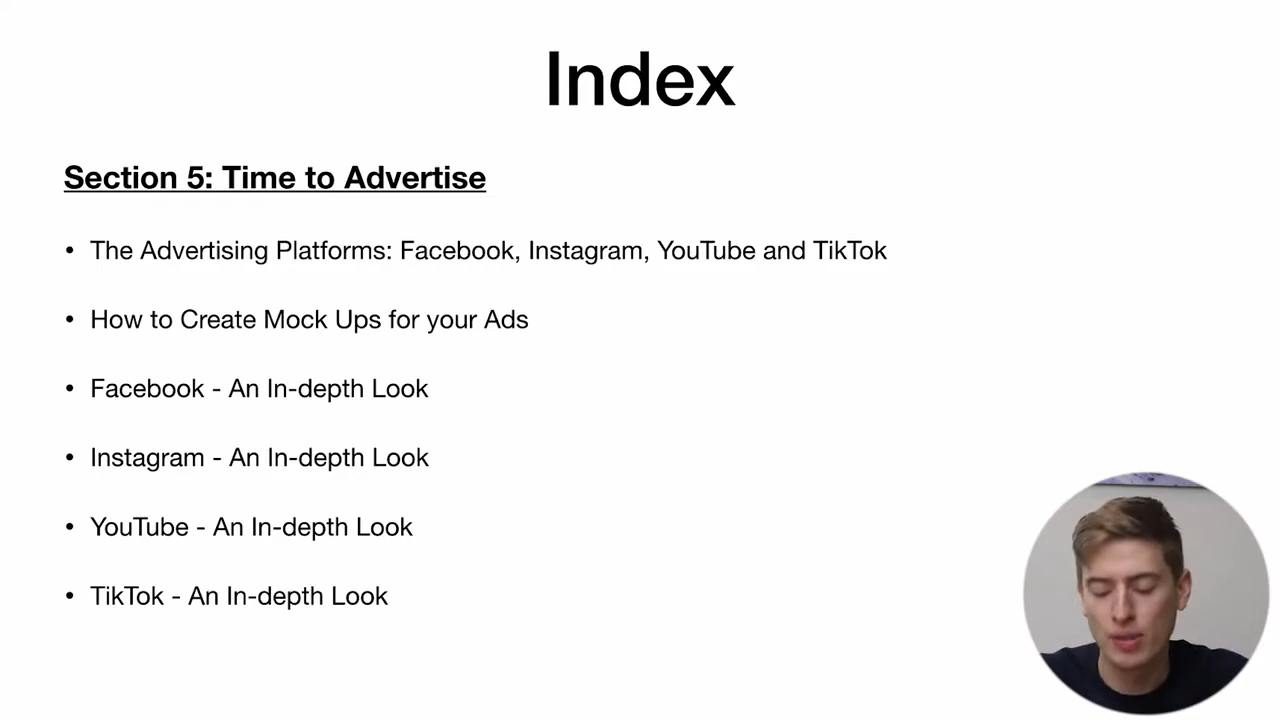 Index
Section 5: Time to Advertise
• The Advertising Platforms: Facebook, Instagram, YouTube and TikTok
• How to Create Mock Ups for your Ads
• Facebook - An In-depth Look
• Instagram - An In-depth Look
• YouTube - An In-depth Look
• TikTok - An In-depth Look